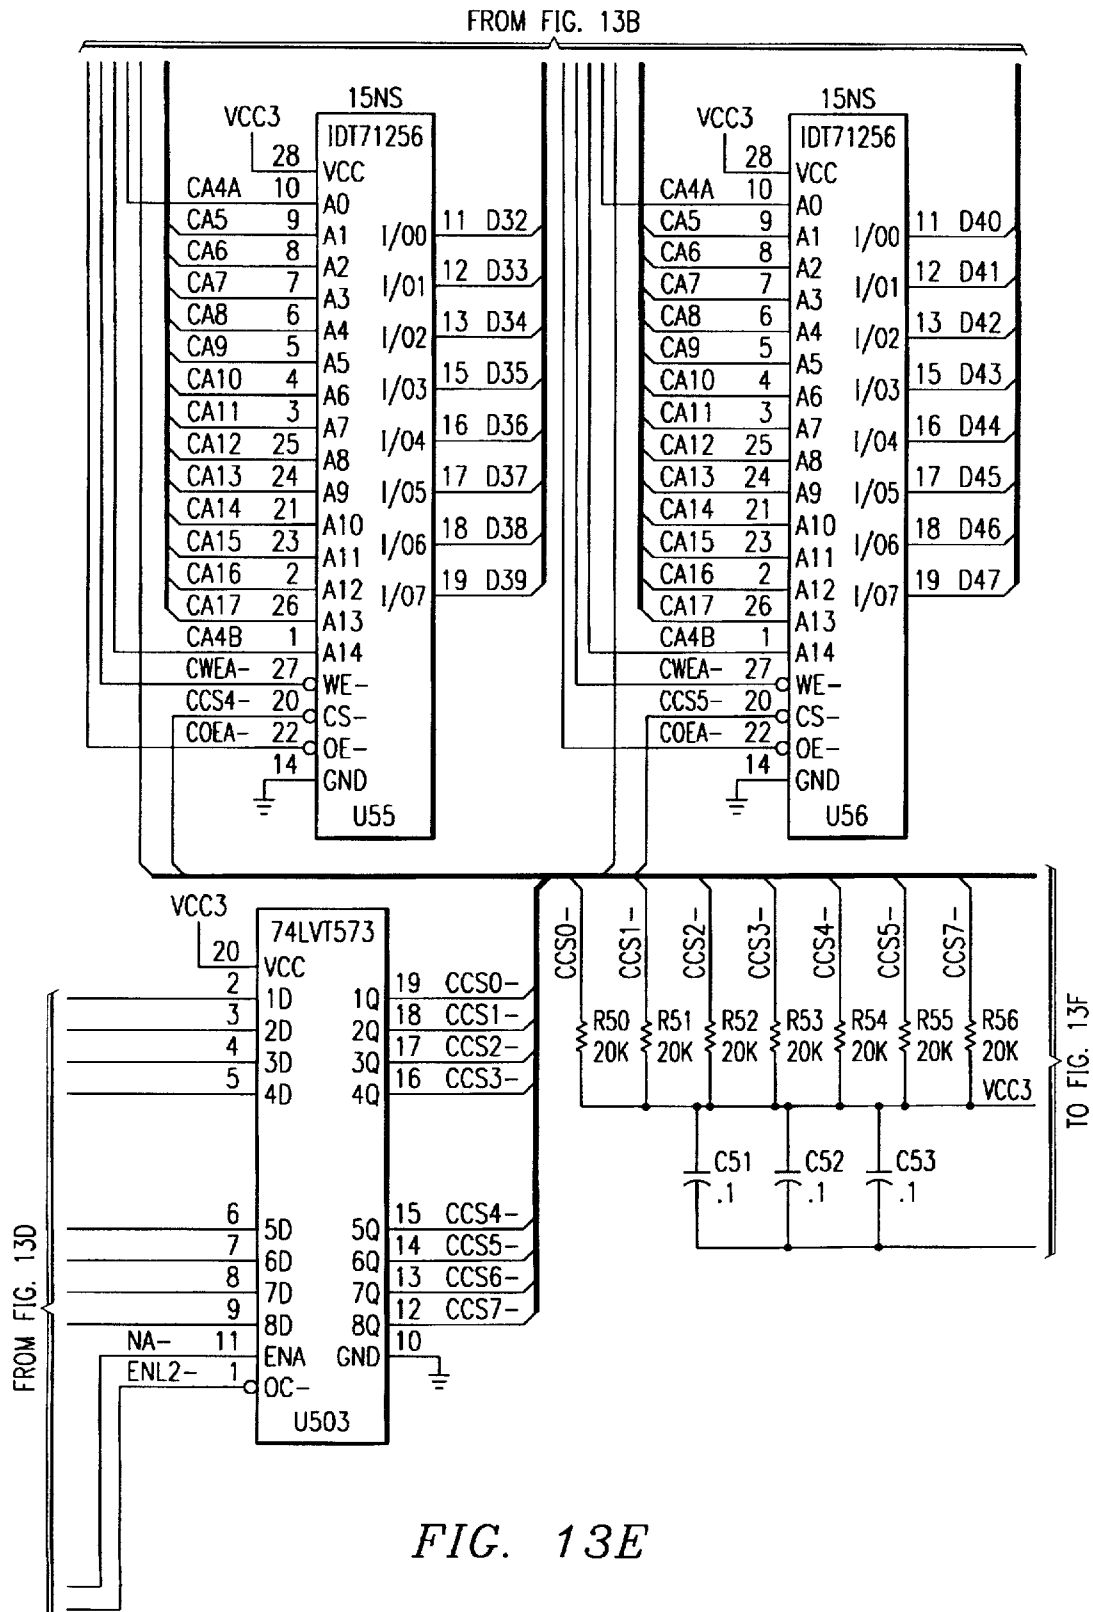 FROM FIG. 13B
15NS
VCC3
IDT71256
28 VCC
CA4A 10 A0
CA5 9 A1
CA6 8 A2
CA7 7 A3
CA8 6 A4
CA9 5 A5
CA10 4 A6
CA11 3 A7
CA12 25 A8
CA13 24 A9
CA14 21 A10
CA15 23 A11
CA16 2 A12
CA17 26 A13
CA4B 1 A14
CWEA- 27 WE-
CCS4- 20 CS-
COEA- 22 OE-
14 GND
I/00 11 D32
I/01 12 D33
I/02 13 D34
I/03 15 D35
I/04 16 D36
I/05 17 D37
I/06 18 D38
I/07 19 D39
U55
15NS
VCC3
IDT71256
28 VCC
CA4A 10 A0
CA5 9 A1
CA6 8 A2
CA7 7 A3
CA8 6 A4
CA9 5 A5
CA10 4 A6
CA11 3 A7
CA12 25 A8
CA13 24 A9
CA14 21 A10
CA15 23 A11
CA16 2 A12
CA17 26 A13
CA4B 1 A14
CWEA- 27 WE-
CCS5- 20 CS-
COEA- 22 OE-
14 GND
I/00 11 D40
I/01 12 D41
I/02 13 D42
I/03 15 D43
I/04 16 D44
I/05 17 D45
I/06 18 D46
I/07 19 D47
U56
VCC3
74LVT573
20 VCC
2 1D 1Q 19 CCS0-
3 2D 2Q 18 CCS1-
4 3D 3Q 17 CCS2-
5 4D 4Q 16 CCS3-
6 5D 5Q 15 CCS4-
7 6D 6Q 14 CCS5-
8 7D 7Q 13 CCS6-
9 8D 8Q 12 CCS7-
NA- 11 ENA GND 10
ENL2- 1 OC-
U503
FROM FIG. 13D
CCS0-
CCS1-
CCS2-
CCS3-
CCS4-
CCS5-
CCS7-
R50 R51 R52 R53 R54 R55 R56
20K 20K 20K 20K 20K 20K 20K
VCC3
C51 C52 C53
.1 .1 .1
TO FIG. 13F
FIG. 13E